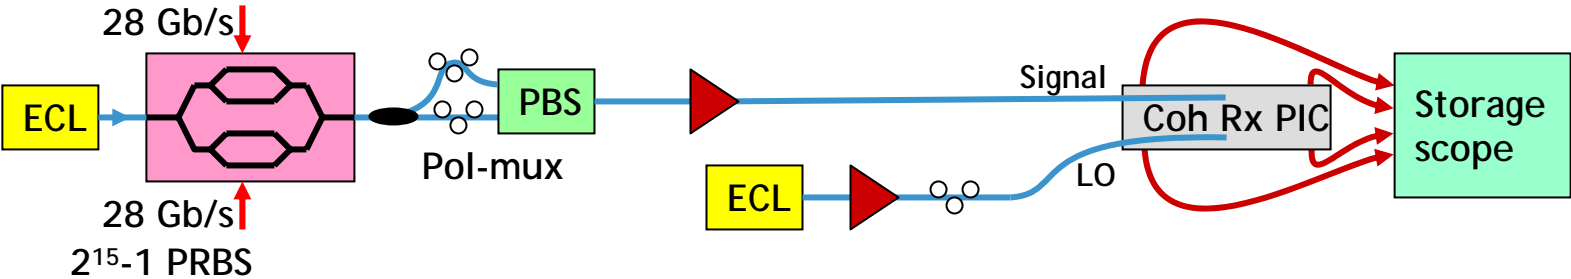 28 Gb/s
ECL
28 Gb/s
2¹⁵-1 PRBS
Pol-mux
PBS
ECL
Signal
LO
Coh Rx PIC
Storage
scope